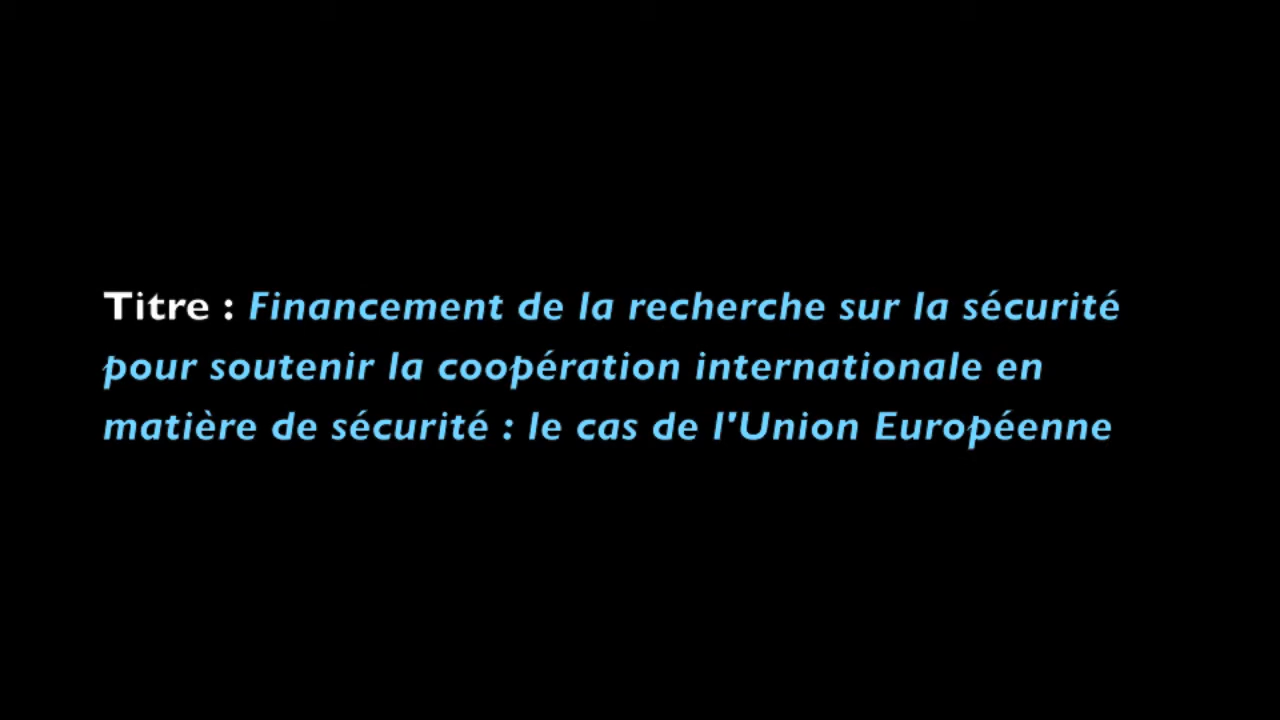 Titre : Financement de la recherche sur la sécurité
pour soutenir la coopération internationale en
matière de sécurité : le cas de l'Union Européenne